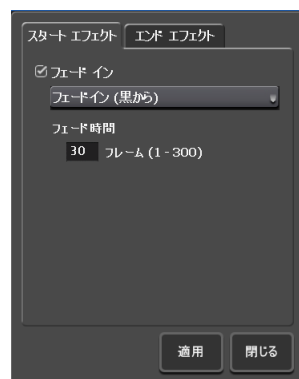 スタート エフェクト エンド エフェクト
フェード イン
フェードイン (黒から)
フェード時間
30 フレーム (1 - 300)
適用 閉じる